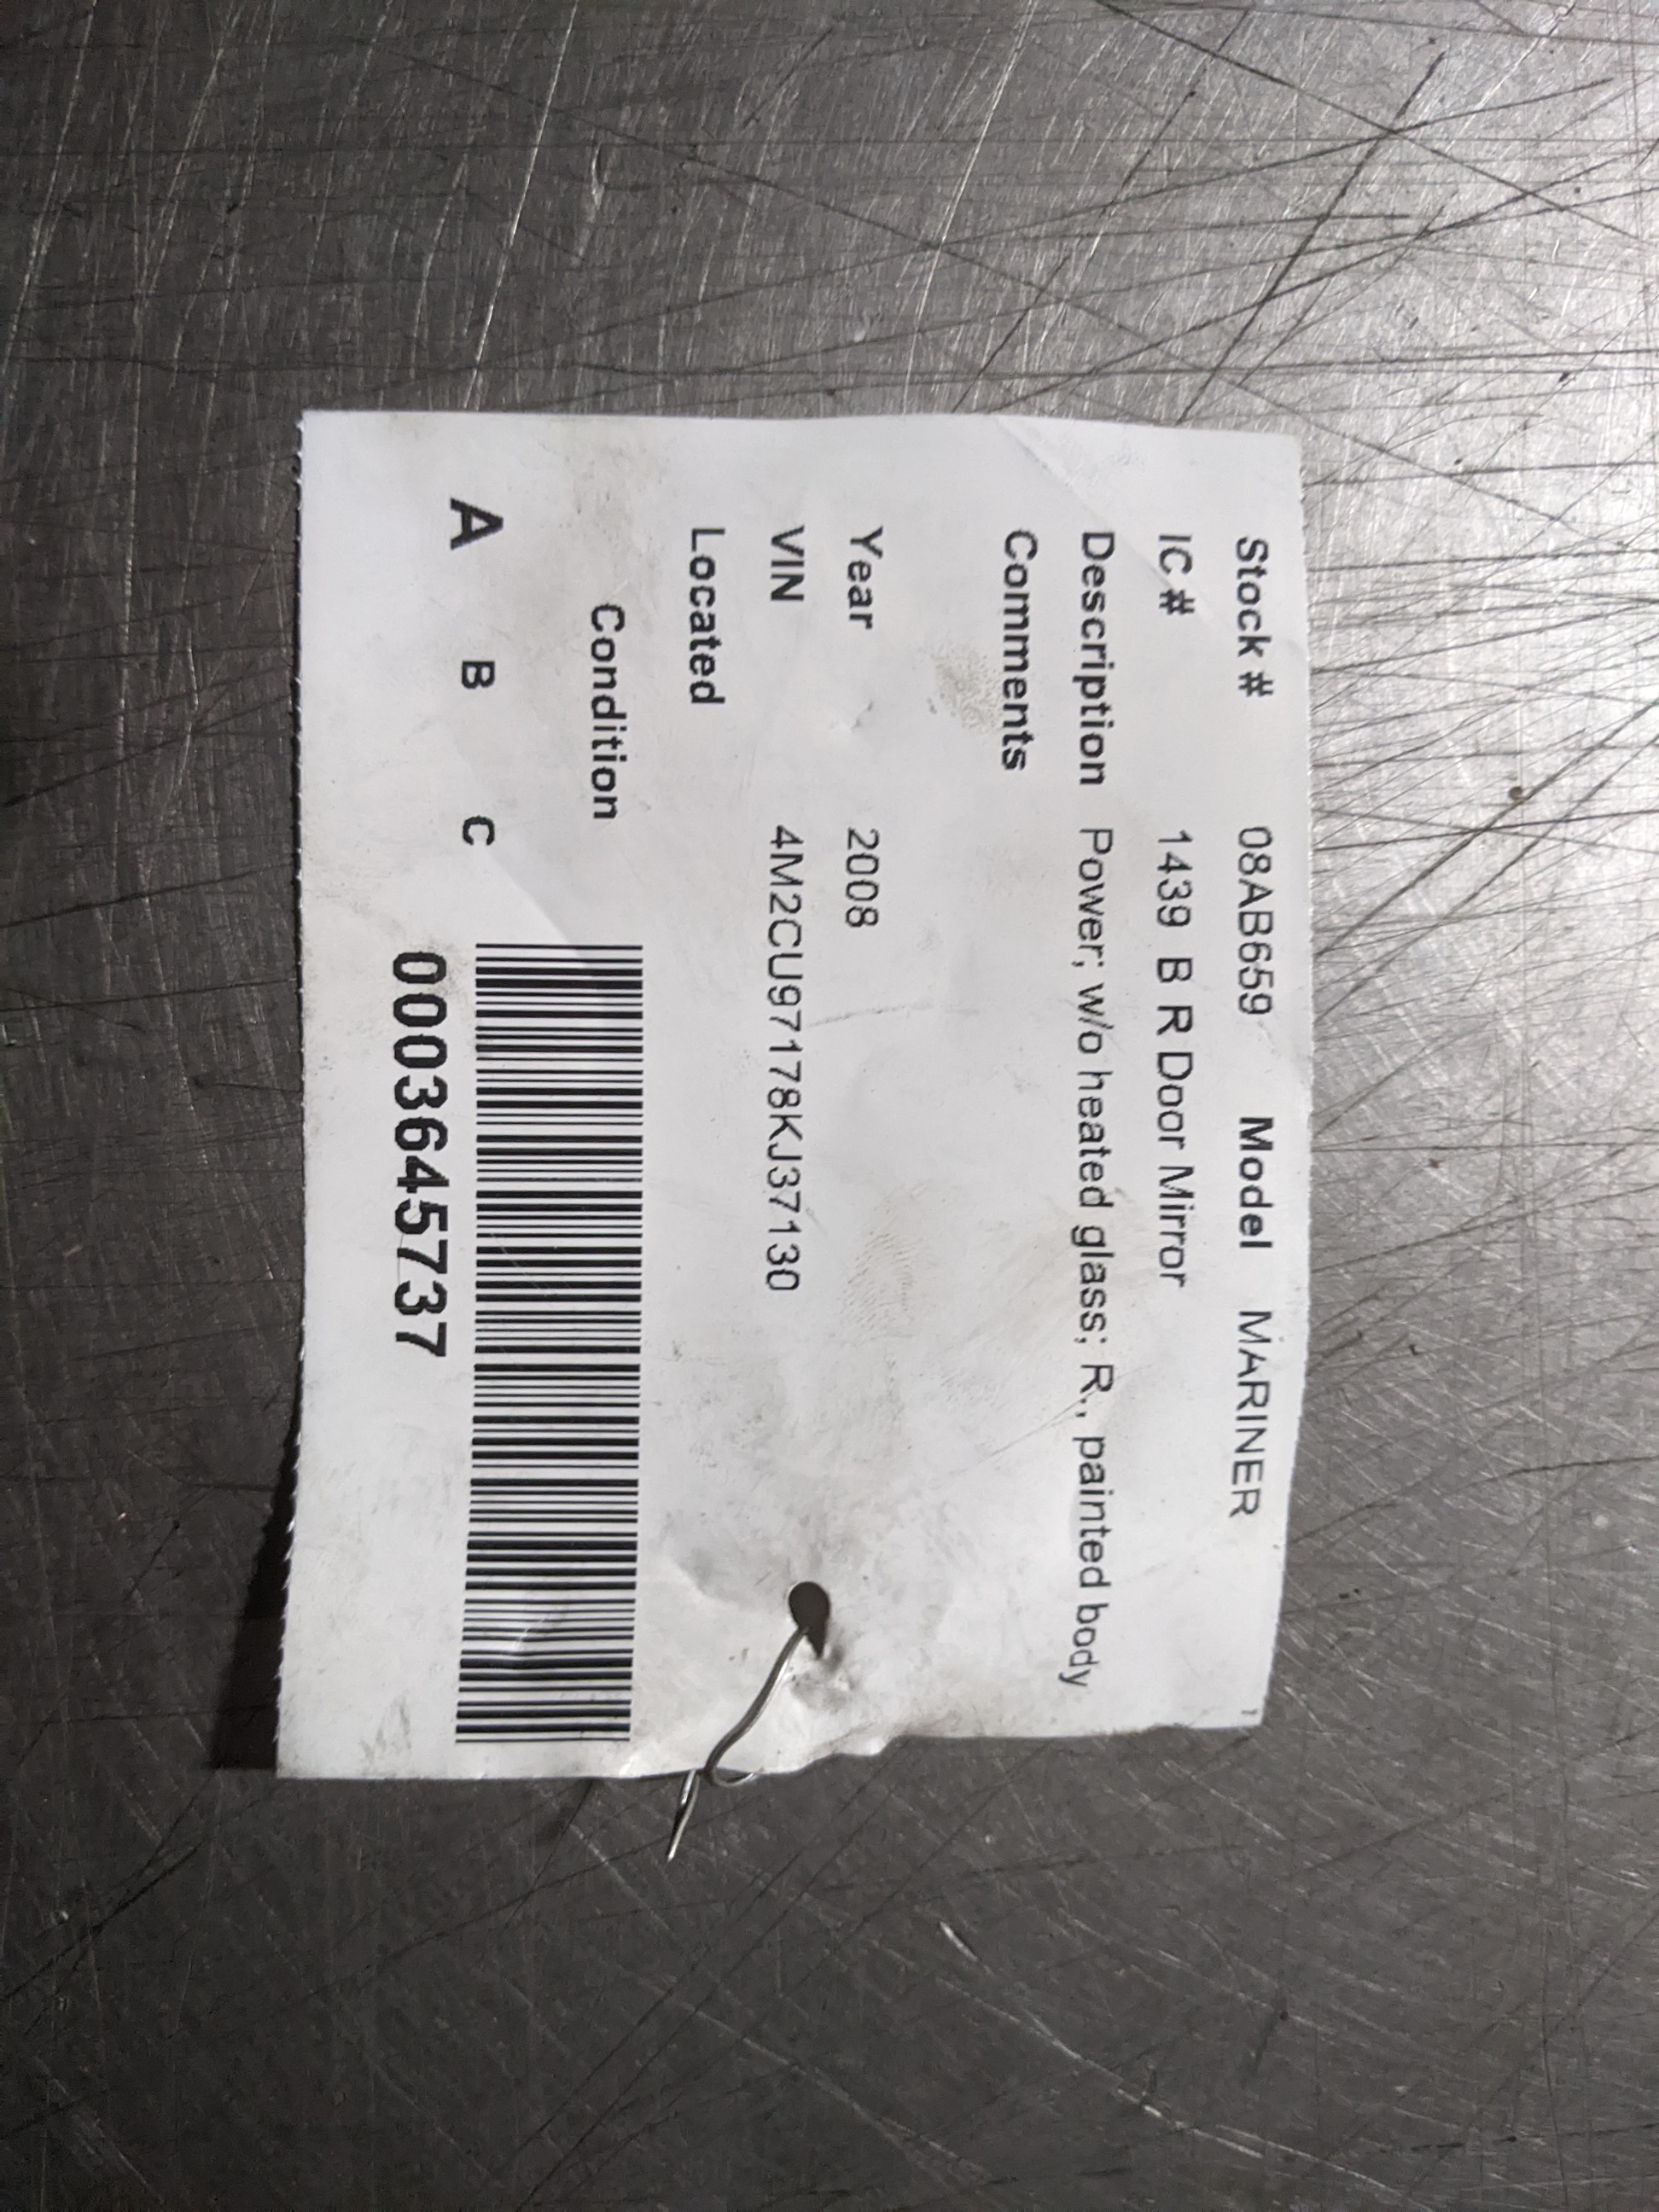 Stock # 08AB659 Model MARINER
IC # 1439 B R Door Mirror
Description Power; w/o heated glass; R., painted body
Comments
Year 2008
VIN 4M2CU97178KJ37130
Located
Condition
A B C
0003645737